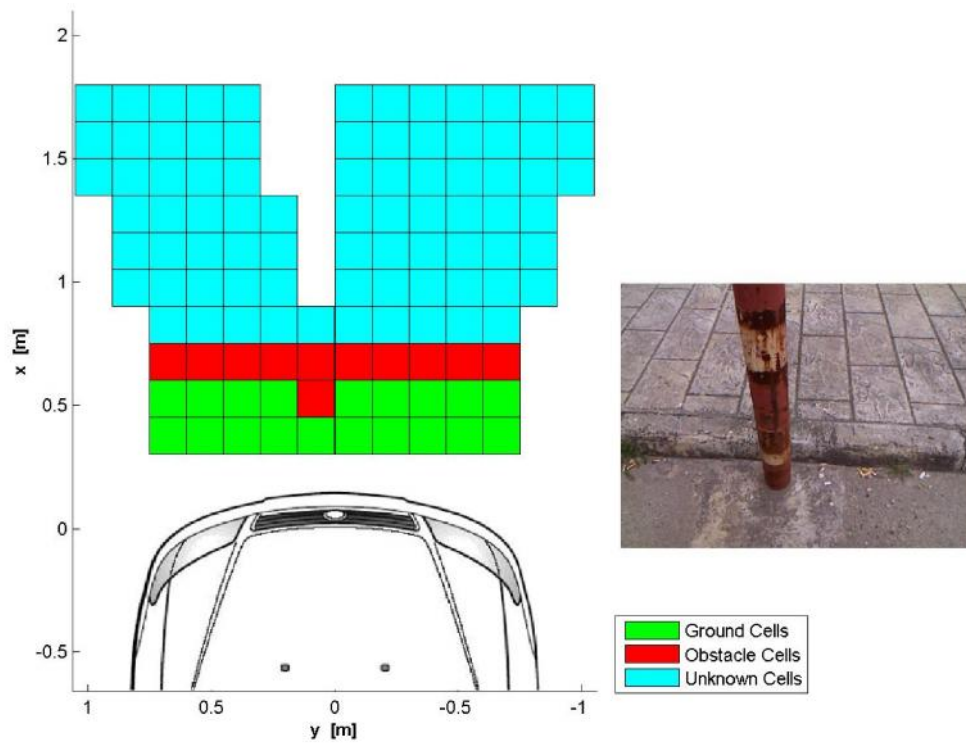 2
1.5
1
x [m]
0.5
0
-0.5
1
0.5
0
-0.5
-1
y [m]
Ground Cells
Obstacle Cells
Unknown Cells